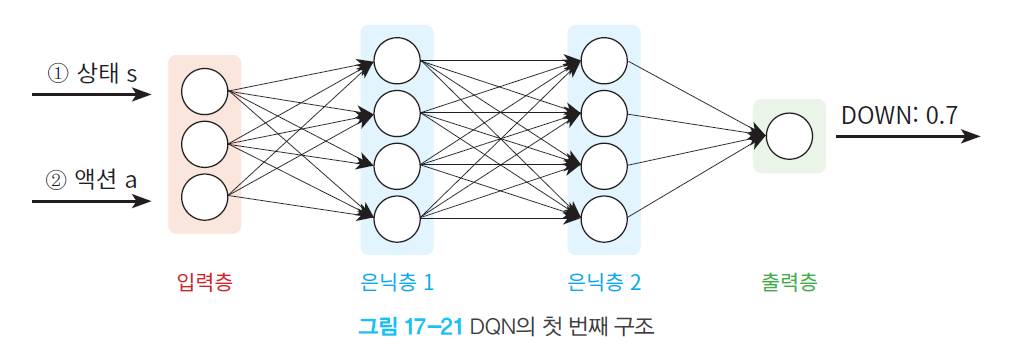 ① 상태 s
② 액션 a
DOWN: 0.7
입력층
은닉층 1
은닉층 2
출력층
그림 17-21 DQN의 첫 번째 구조